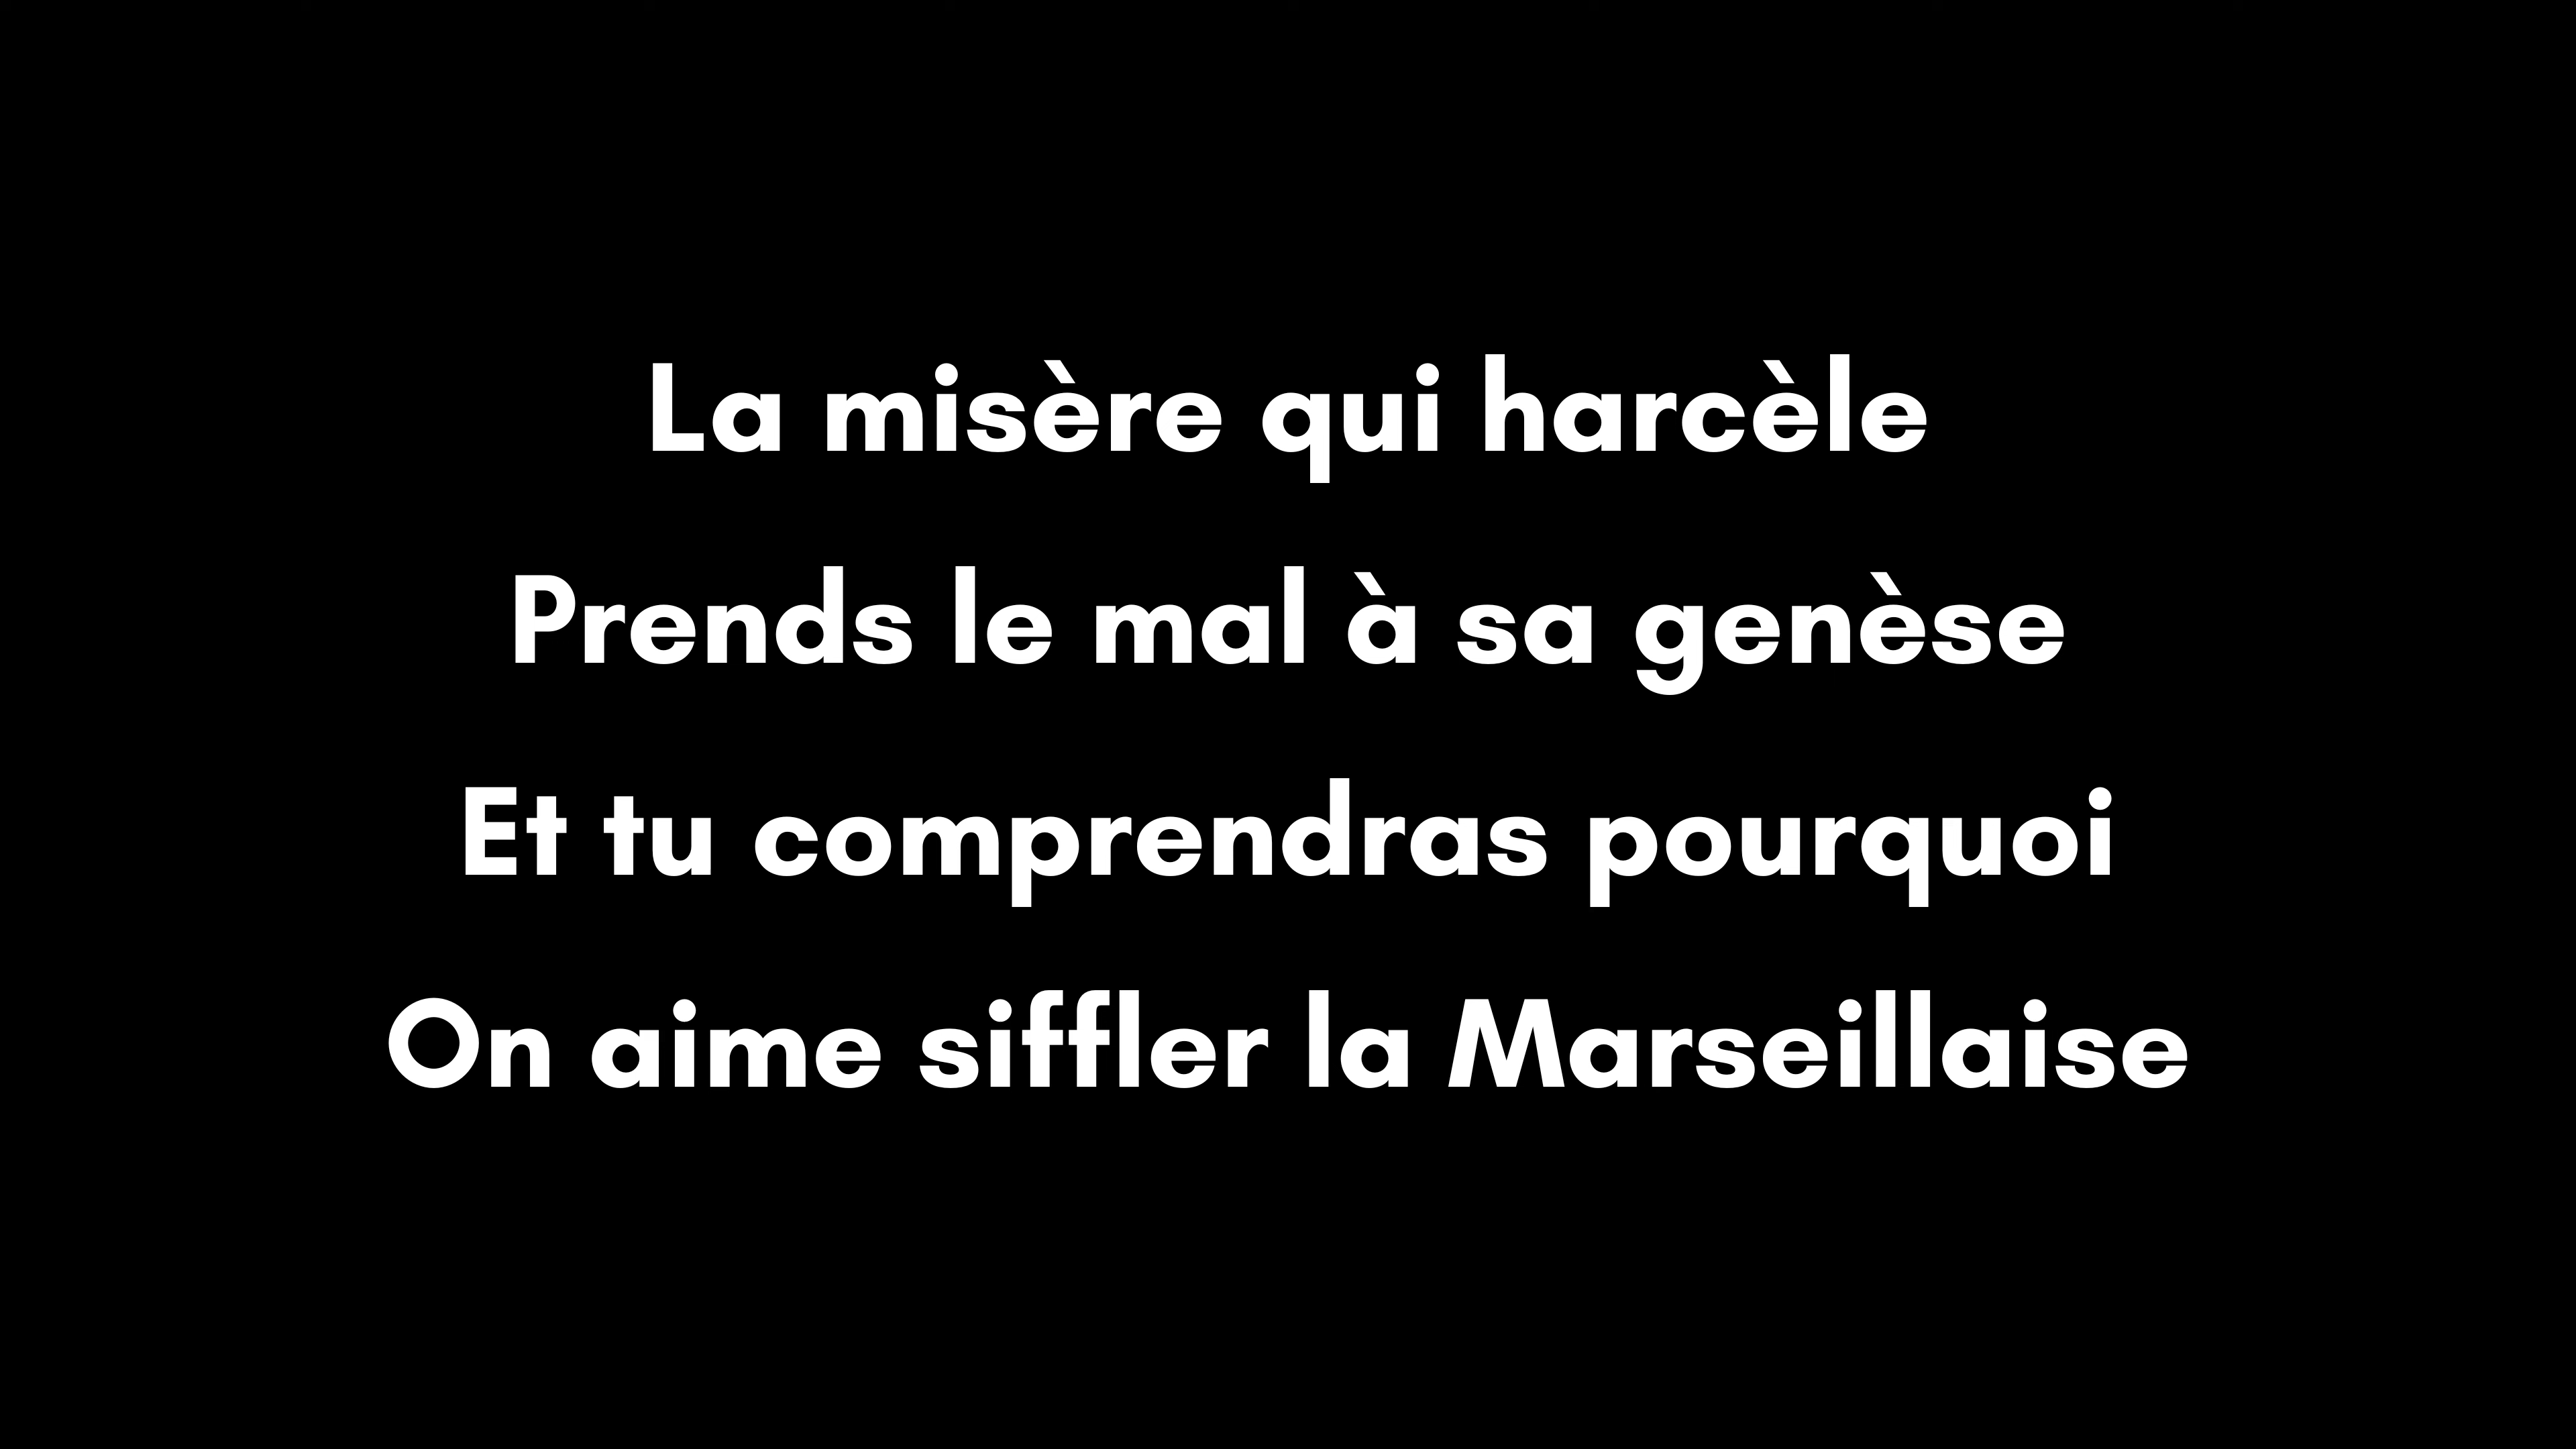 La misère qui harcèle
Prends le mal à sa genèse
Et tu comprendras pourquoi
On aime siffler la Marseillaise